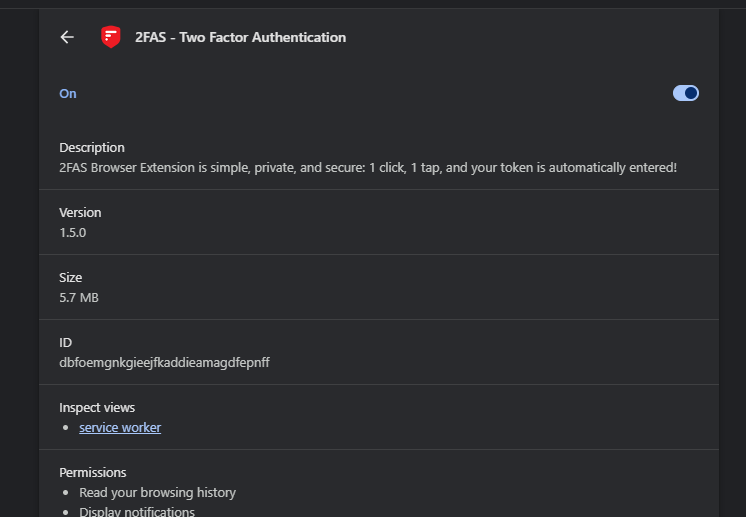 2FAS - Two Factor Authentication
On
Description
2FAS Browser Extension is simple, private, and secure: 1 click, 1 tap, and your token is automatically entered!
Version
1.5.0
Size
5.7 MB
ID
dbfoemgnkgieejfkaddieamagdfepnff
Inspect views
service worker
Permissions
Read your browsing history
Display notifications